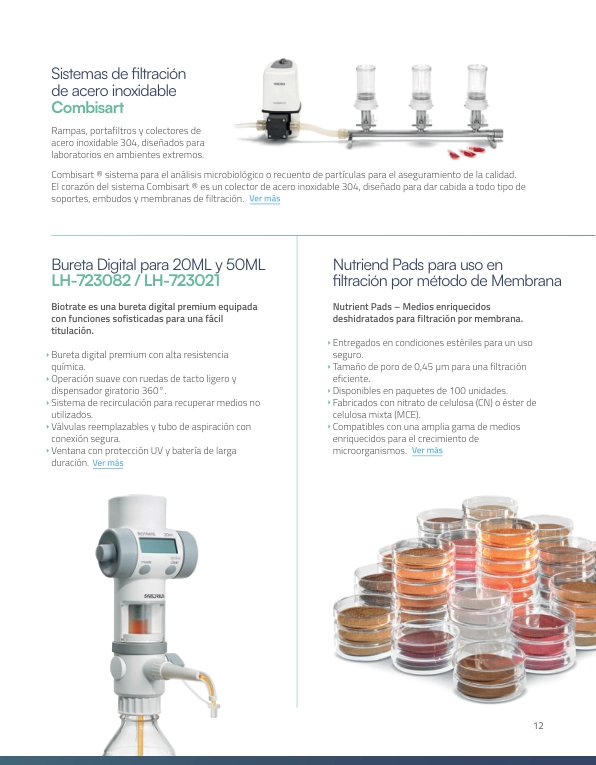 Sistemas de filtración
de acero inoxidable
Combisart
Rampas, portafiltros y colectores de
acero inoxidable 304, diseñados para
laboratorios en ambientes extremos.
Combisart ® sistema para el análisis microbiológico o recuento de partículas para el aseguramiento de la calidad.
El corazón del sistema Combisart ® es un colector de acero inoxidable 304, diseñado para dar cabida a todo tipo de
soportes, embudos y membranas de filtración. Ver más
Bureta Digital para 20ML y 50ML
LH-723082 / LH-723021
Biotrate es una bureta digital premium equipada
con funciones sofisticadas para una fácil
titulación.
Bureta digital premium con alta resistencia
química.
Operación suave con ruedas de tacto ligero y
dispensador giratorio 360°.
Sistema de recirculación para recuperar medios no
utilizados.
Válvulas reemplazables y tubo de aspiración con
conexión segura.
Ventana con protección UV y batería de larga
duración. Ver más
Nutriend Pads para uso en
filtración por método de Membrana
Nutrient Pads – Medios enriquecidos
deshidratados para filtración por membrana.
Entregados en condiciones estériles para un uso
seguro.
Tamaño de poro de 0,45 µm para una filtración
eficiente.
Disponibles en paquetes de 100 unidades.
Fabricados con nitrato de celulosa (CN) o éster de
celulosa mixta (MCE).
Compatibles con una amplia gama de medios
enriquecidos para el crecimiento de
microorganismos. Ver más
12